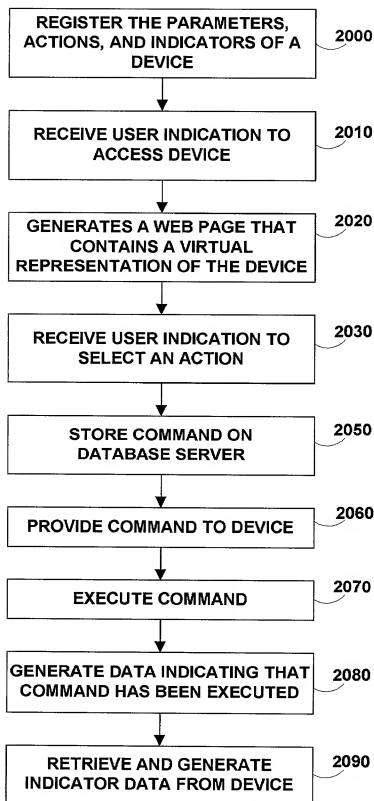 REGISTER THE PARAMETERS,
ACTIONS, AND INDICATORS OF A
DEVICE
2000
RECEIVE USER INDICATION TO
ACCESS DEVICE
2010
GENERATES A WEB PAGE THAT
CONTAINS A VIRTUAL
REPRESENTATION OF THE DEVICE
2020
RECEIVE USER INDICATION TO
SELECT AN ACTION
2030
STORE COMMAND ON
DATABASE SERVER
2050
PROVIDE COMMAND TO DEVICE
2060
EXECUTE COMMAND
2070
GENERATE DATA INDICATING THAT
COMMAND HAS BEEN EXECUTED
2080
RETRIEVE AND GENERATE
INDICATOR DATA FROM DEVICE
2090